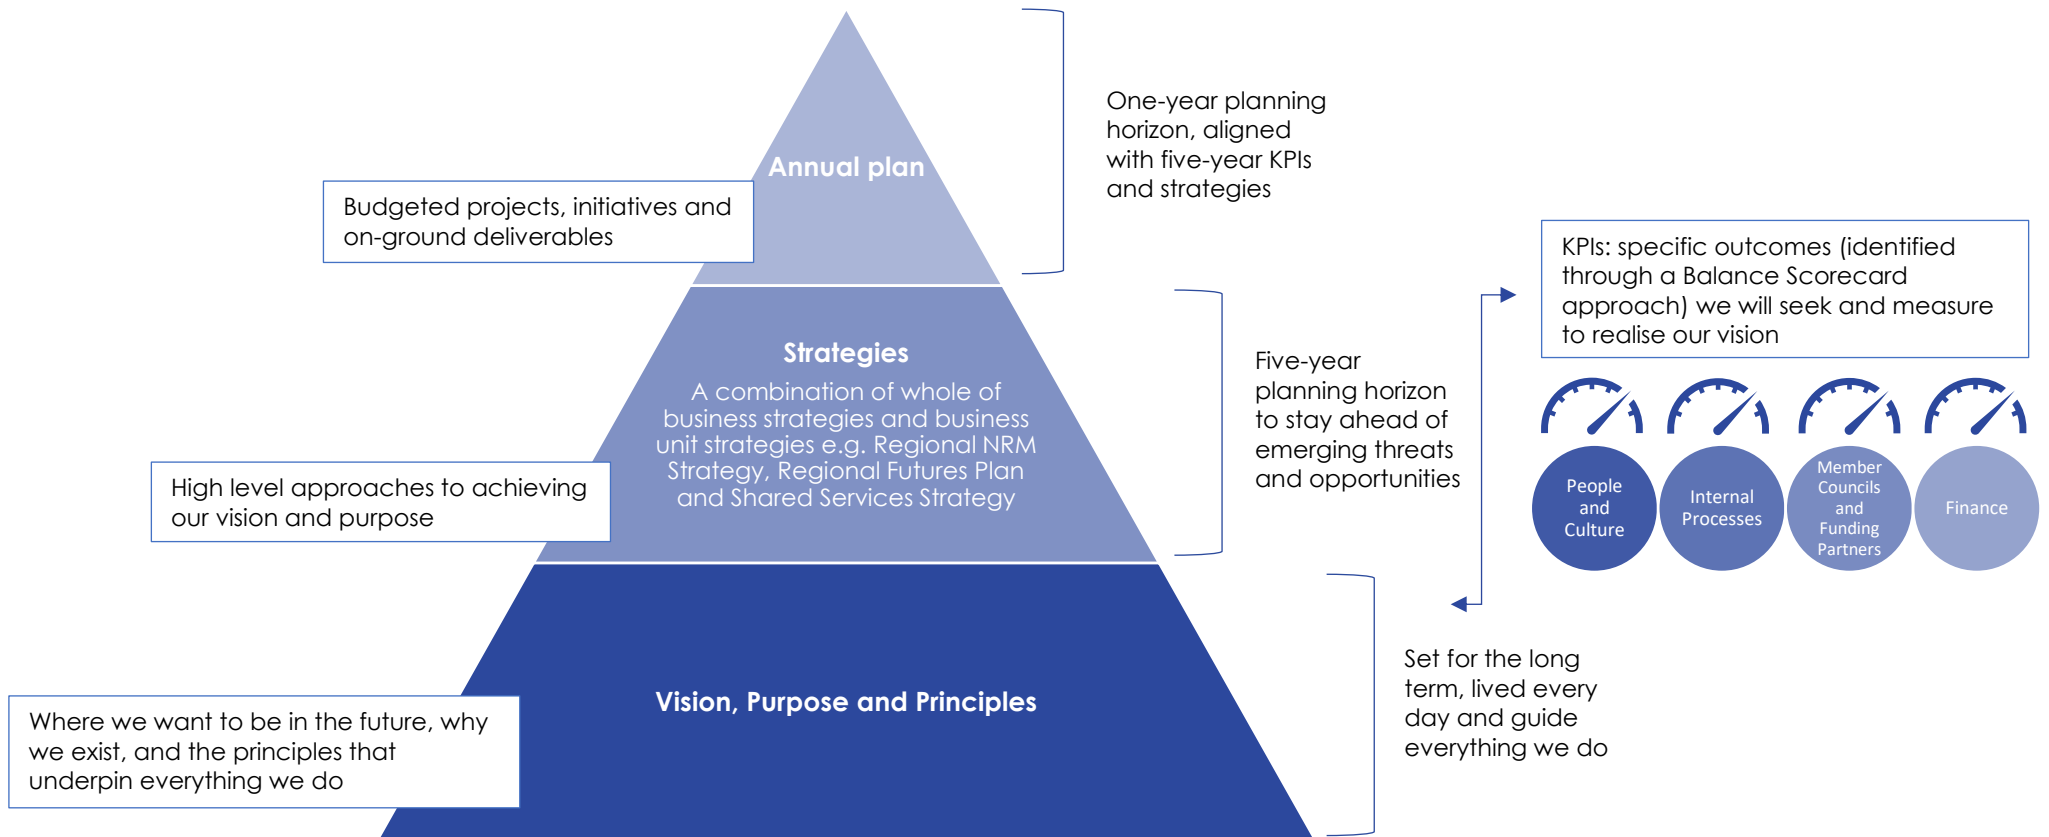 Annual plan
Budgeted projects, initiatives and
on-ground deliverables
One-year planning
horizon, aligned
with five-year KPIs
and strategies
Strategies
A combination of whole of
business strategies and business
unit strategies e.g. Regional NRM
Strategy, Regional Futures Plan
and Shared Services Strategy
High level approaches to achieving
our vision and purpose
Five-year
planning horizon
to stay ahead of
emerging threats
and opportunities
KPIs: specific outcomes (identified
through a Balance Scorecard
approach) we will seek and measure
to realise our vision
People
and
Culture
Internal
Processes
Member
Councils
and
Funding
Partners
Finance
Vision, Purpose and Principles
Where we want to be in the future, why
we exist, and the principles that
underpin everything we do
Set for the long
term, lived every
day and guide
everything we do